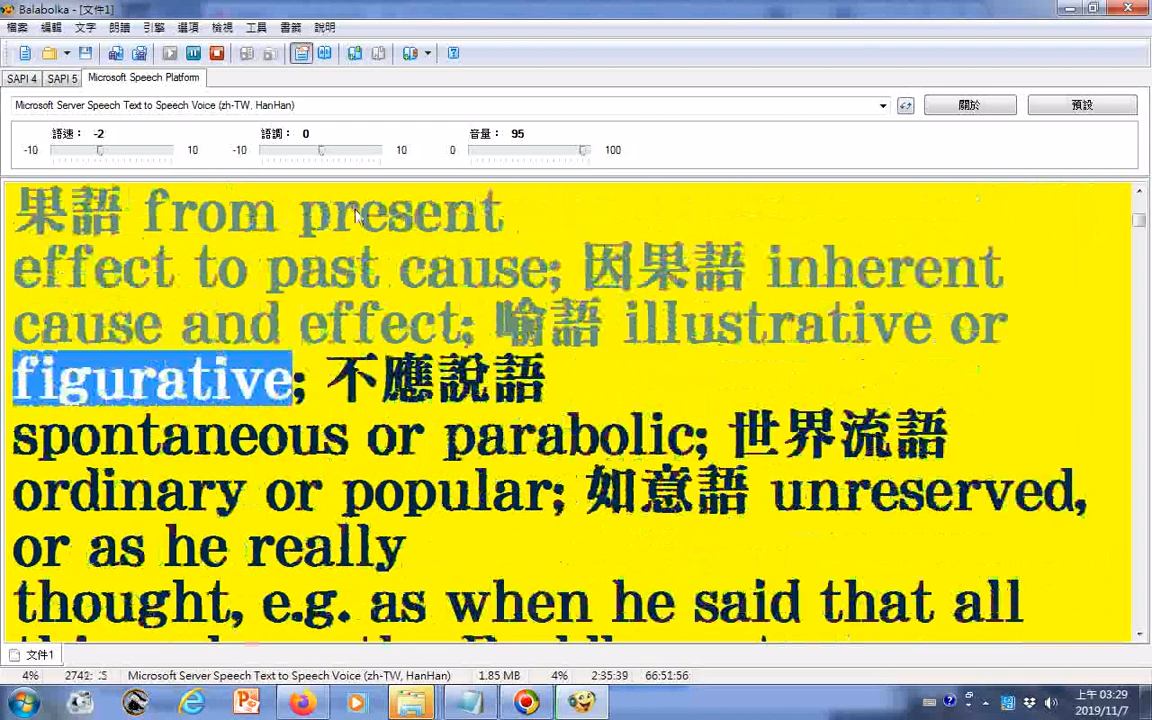 Balabolka - [文件1]
檔案 編輯 文字 朗讀 引擎 選項 檢視 工具 書籤 說明
SAPI 4 SAPI 5 Microsoft Speech Platform
Microsoft Server Speech Text to Speech Voice (zh-TW, HanHan) 關於 預設
語速： -2 語調： 0 音量： 95
-10 10 -10 10 0 100
果語 from present
effect to past cause; 因果語 inherent
cause and effect; 喻語 illustrative or
figurative; 不應說語
spontaneous or parabolic; 世界流語
ordinary or popular; 如意語 unreserved,
or as he really
thought, e.g. as when he said that all
文件1
4% Microsoft Server Speech Text to Speech Voice (zh-TW, HanHan) 1.85 MB 4% 2:35:39 66:51:56
上午 03:29
2019/11/7